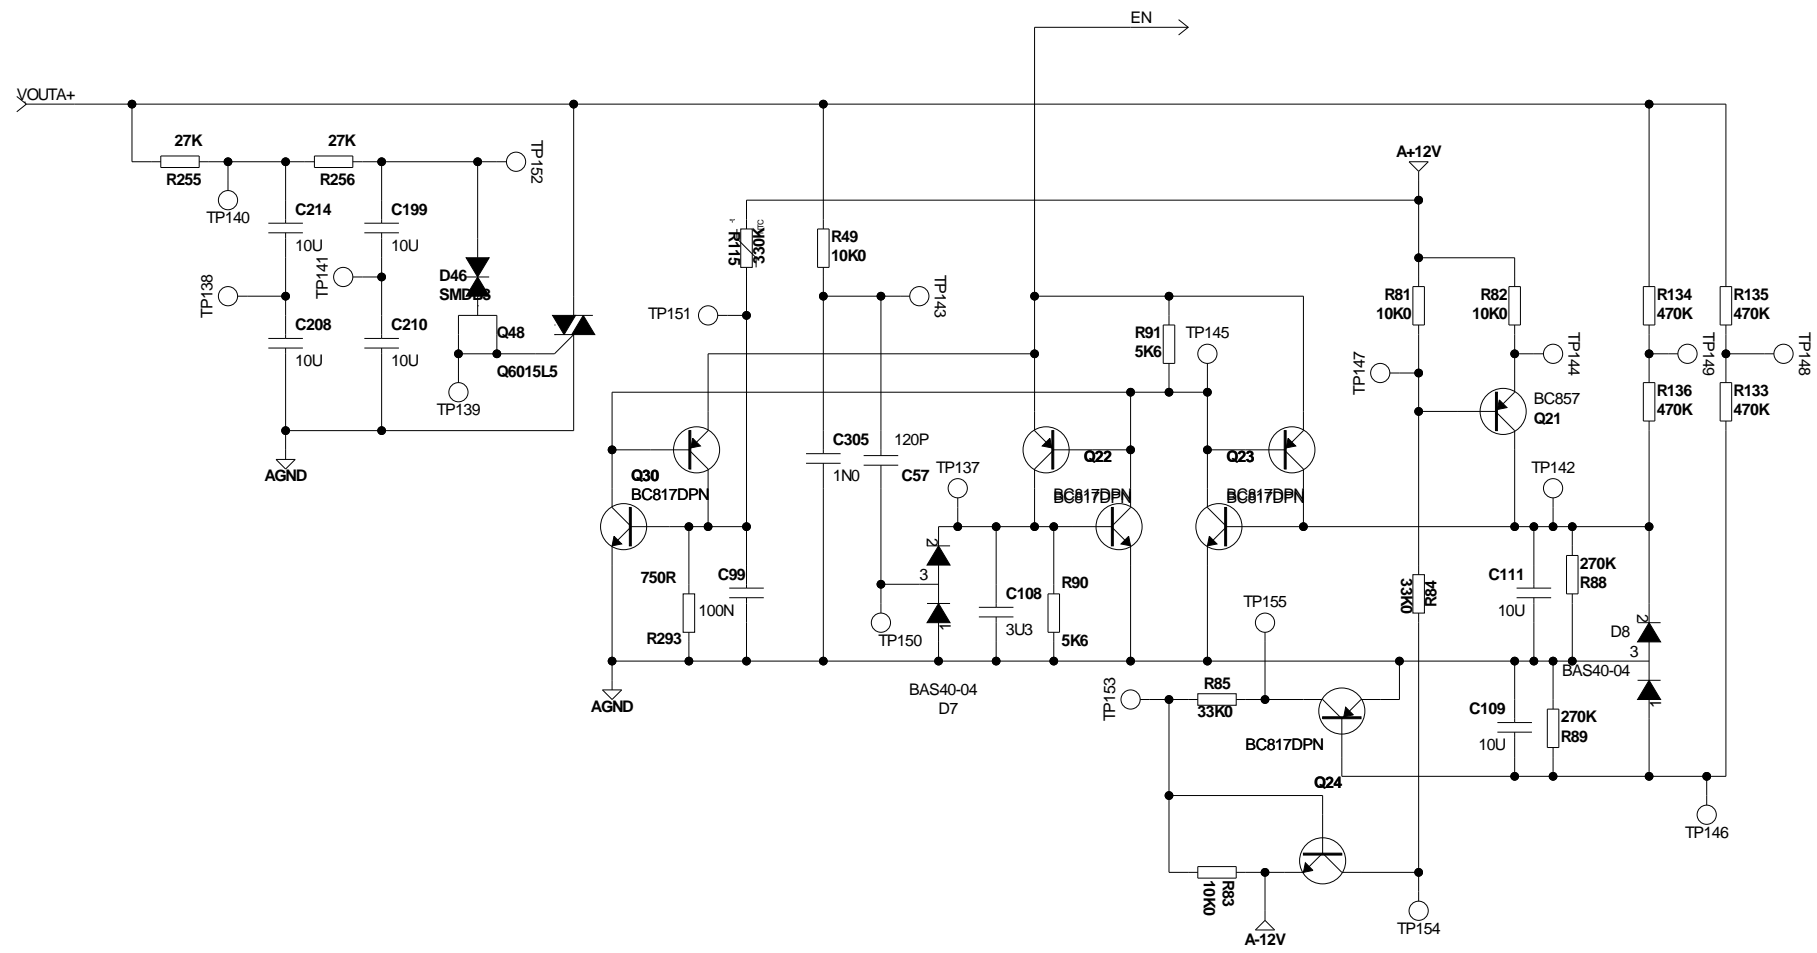 EN
VOUTA+
27K
R255
27K
R256
TP152
TP140
C214
10U
C199
10U
TP138
TP141
D46
C208
10U
C210
10U
Q48
Q6015L5
TP139
AGND
A+12V
R115
330K
R49
10K0
TP143
TP151
R91
5K6
TP145
R81
10K0
R82
10K0
TP147
TP144
BC857
Q21
R134
470K
R135
470K
TP149
TP148
R136
470K
R133
470K
Q30
BC817DPN
C305
1N0
120P
C57
TP137
Q22
BC817DPN
Q23
BC817DPN
TP142
750R
R293
C99
100N
2
3
1
TP150
C108
3U3
R90
5K6
BAS40-04
D7
AGND
TP155
33K0
R84
C111
10U
270K
R88
2
D8
3
BAS40-04
1
TP153
R85
33K0
BC817DPN
Q24
C109
10U
270K
R89
TP146
R83
10K0
A-12V
TP154